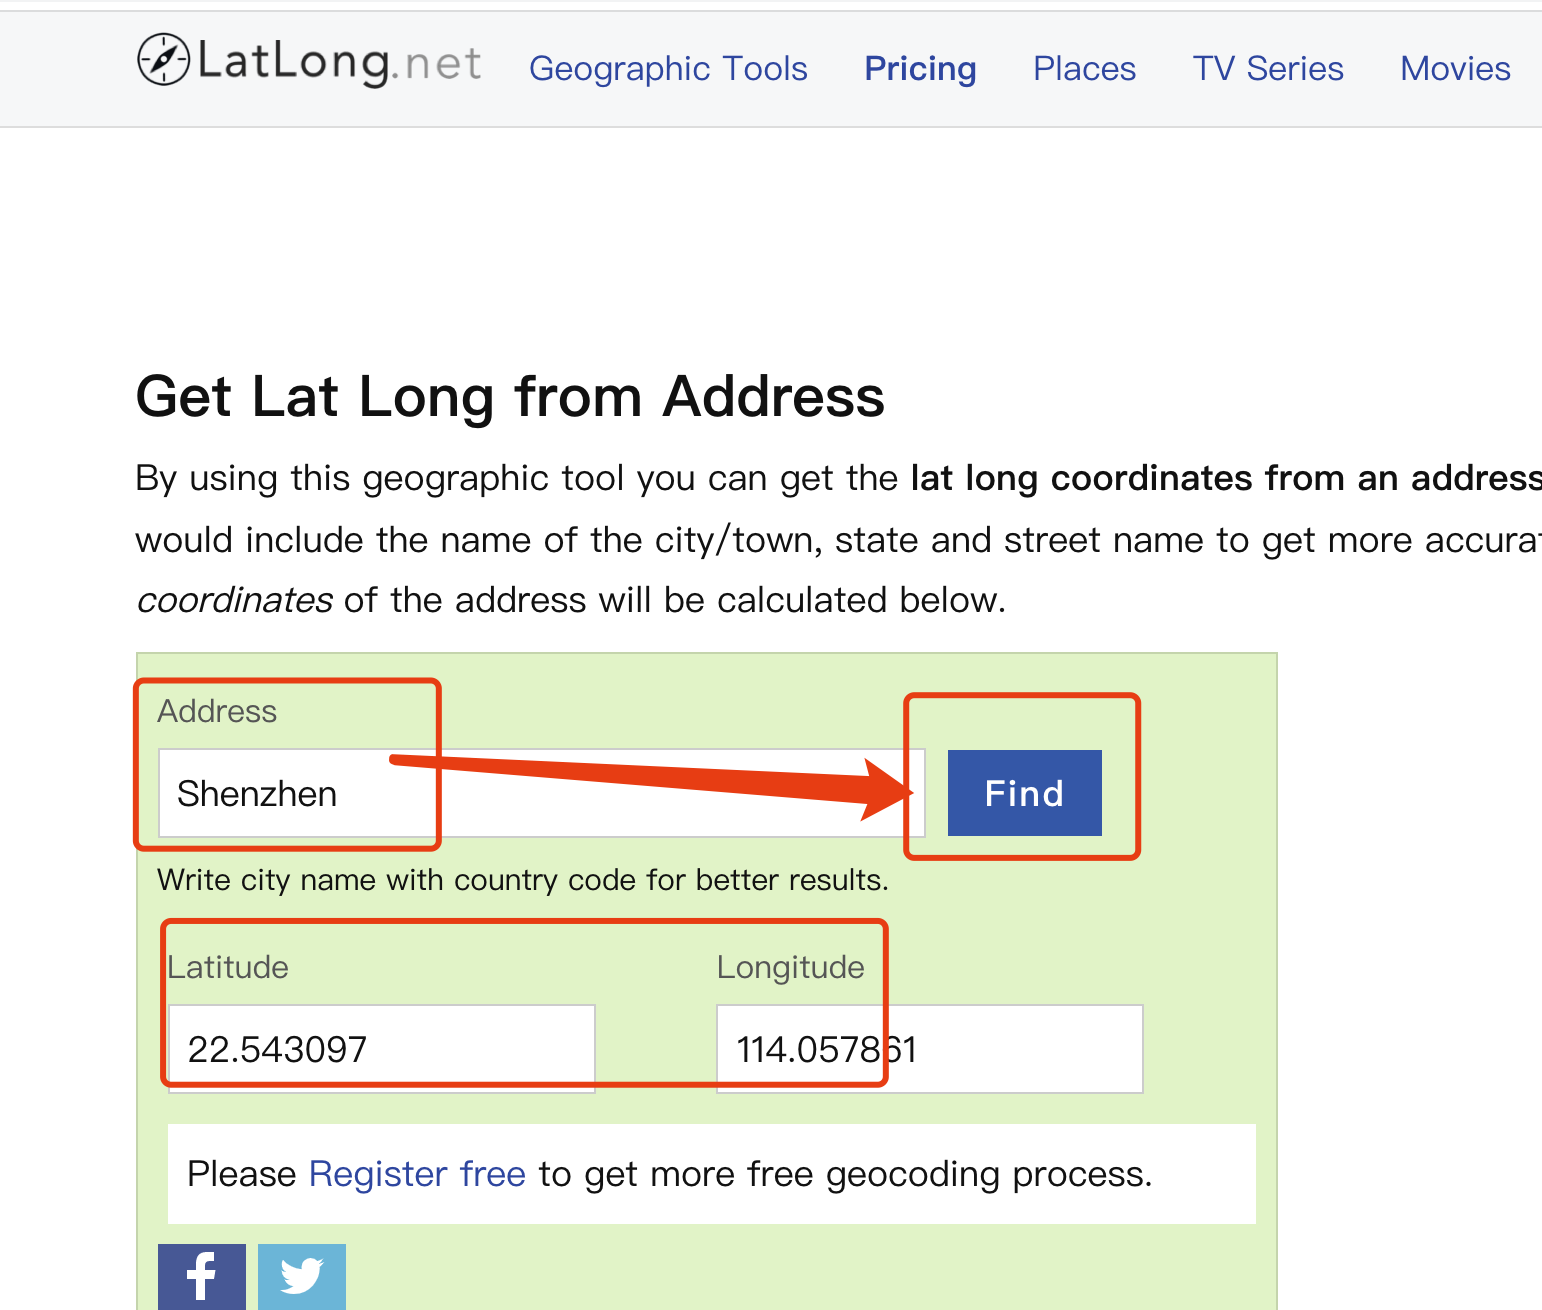 LatLong.net Geographic Tools Pricing Places TV Series Movies
Get Lat Long from Address
By using this geographic tool you can get the lat long coordinates from an address
would include the name of the city/town, state and street name to get more accura
coordinates of the address will be calculated below.
Address
Shenzhen Find
Write city name with country code for better results.
Latitude Longitude
22.543097 114.057861
Please Register free to get more free geocoding process.